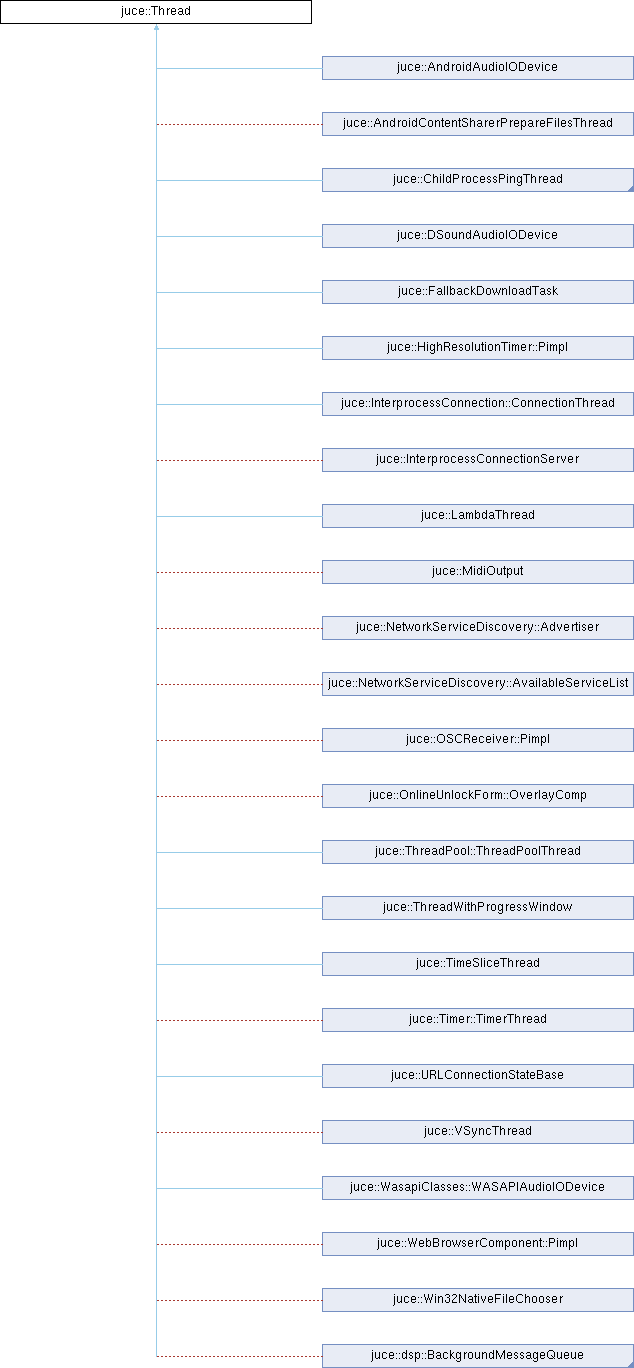 juce::Thread
juce::AndroidAudioIODevice
juce::AndroidContentSharerPrepareFilesThread
juce::ChildProcessPingThread
juce::DSoundAudioIODevice
juce::FallbackDownloadTask
juce::HighResolutionTimer::Pimpl
juce::InterprocessConnection::ConnectionThread
juce::InterprocessConnectionServer
juce::LambdaThread
juce::MidiOutput
juce::NetworkServiceDiscovery::Advertiser
juce::NetworkServiceDiscovery::AvailableServiceList
juce::OSCReceiver::Pimpl
juce::OnlineUnlockForm::OverlayComp
juce::ThreadPool::ThreadPoolThread
juce::ThreadWithProgressWindow
juce::TimeSliceThread
juce::Timer::TimerThread
juce::URLConnectionStateBase
juce::VSyncThread
juce::WasapiClasses::WASAPIAudioIODevice
juce::WebBrowserComponent::Pimpl
juce::Win32NativeFileChooser
juce::dsp::BackgroundMessageQueue